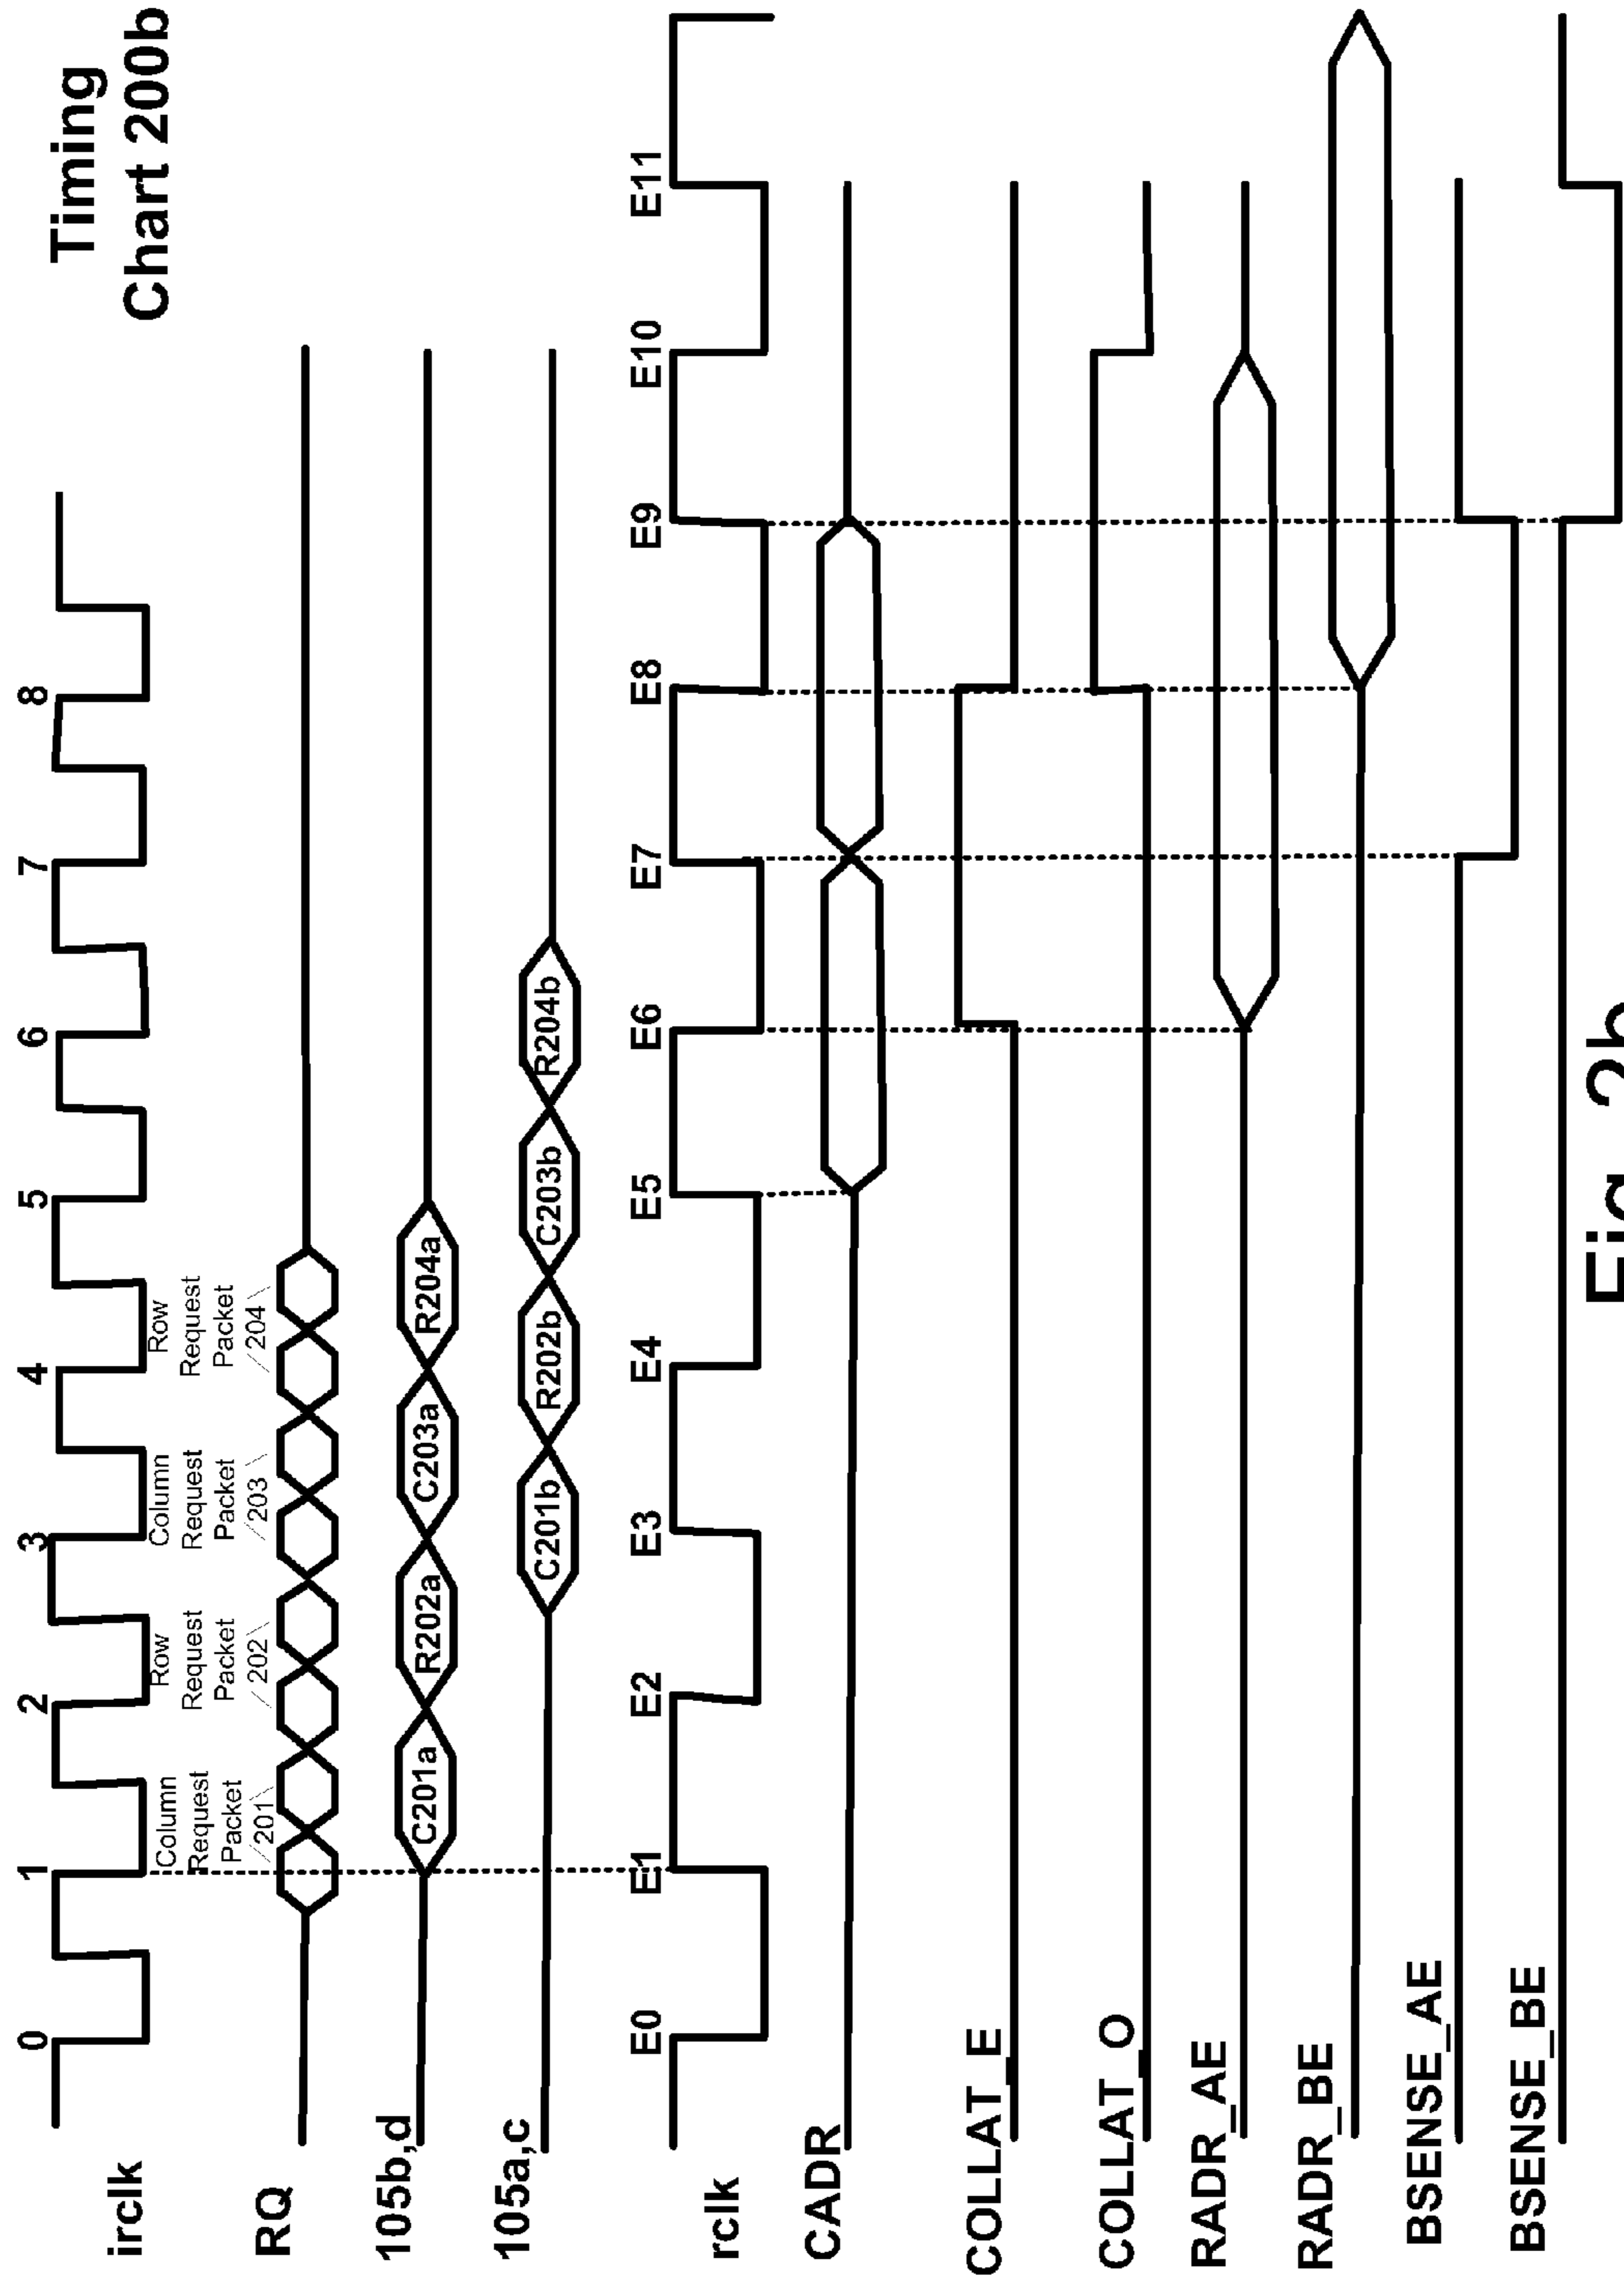 Timing
Chart 200b
irclk
0 1 2 3 4 5 6 7 8
Column
Request
Packet
201
Row
Request
Packet
202
Column
Request
Packet
203
Row
Request
Packet
204
RQ
105b,d
C201a R202a C203a R204a
105a,c
C201b R202b C203b R204b
E0 E1 E2 E3 E4 E5 E6 E7 E8 E9 E10 E11
rclk
CADR
COLLAT_E
COLLAT_O
RADR_AE
RADR_BE
BSENSE_AE
BSENSE_BE
Fig. 2b